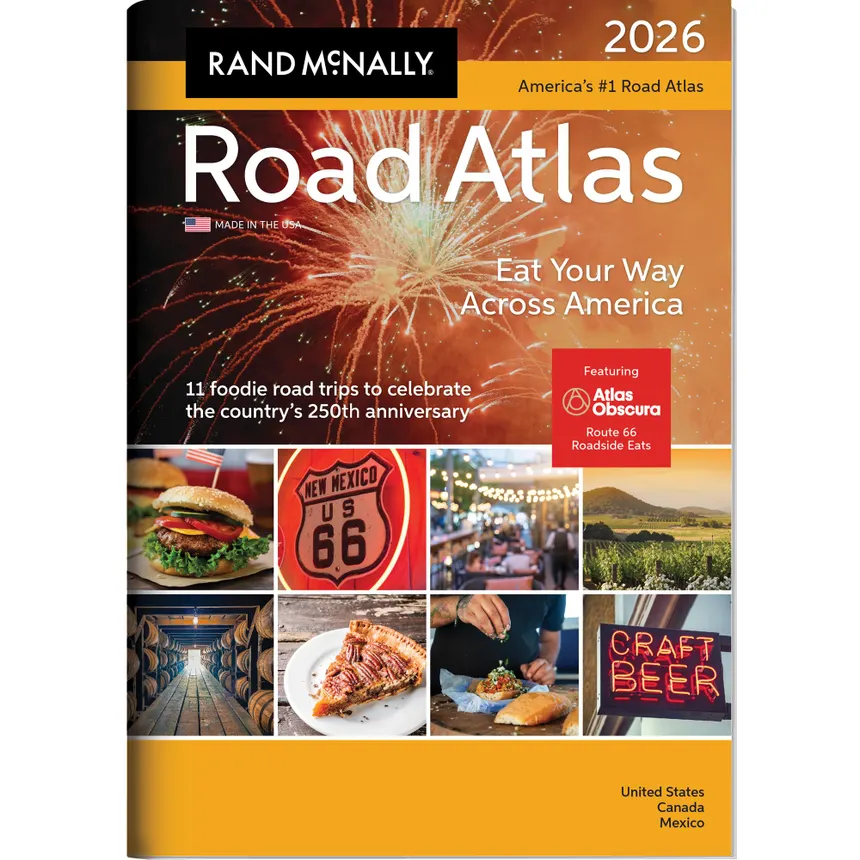 2026
RAND McNALLY®
America's #1 Road Atlas
Road Atlas
MADE IN THE USA
Eat Your Way
Across America
Featuring
Atlas
Obscura
Route 66
Roadside Eats
11 foodie road trips to celebrate
the country's 250th anniversary
NEW MEXICO
US
66
CRAFT
BEER
United States
Canada
Mexico